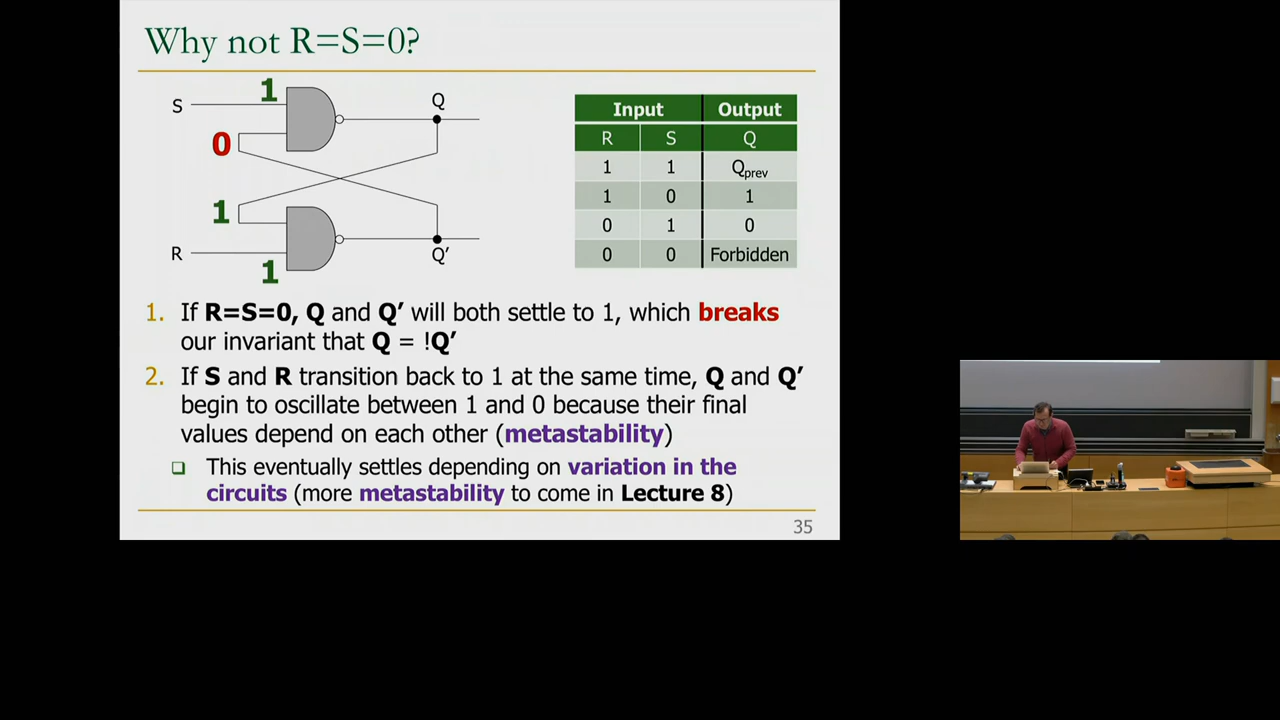 Why not R=S=0?
S
1
0
1
R
1
Q
Q′
Input Output
R S Q
1 1 Qprev
1 0 1
0 1 0
0 0 Forbidden
1. If R=S=0, Q and Q′ will both settle to 1, which breaks
our invariant that Q = !Q′
2. If S and R transition back to 1 at the same time, Q and Q′
begin to oscillate between 1 and 0 because their final
values depend on each other (metastability)
This eventually settles depending on variation in the
circuits (more metastability to come in Lecture 8)
35